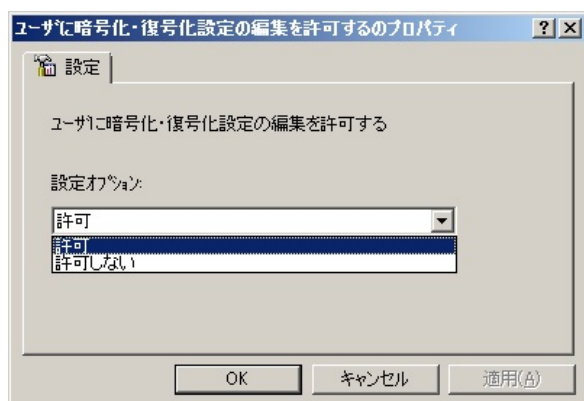 ユーザに暗号化・復号化設定の編集を許可するのプロパティ
設定
ユーザに暗号化・復号化設定の編集を許可する
設定オプション:
許可
許可
許可しない
OK
キャンセル
適用(A)